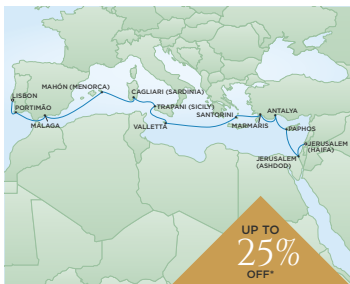 LISBON
PORTIMÃO
MÁLAGA
MAHÓN (MENORCA)
CAGLIARI (SARDINIA)
TRAPANI (SICILY)
VALLETTA
SANTORINI
MARMARIS
ANTALYA
PAPHOS
JERUSALEM
(HAIFA)
JERUSALEM
(ASHDOD)
UP TO
25%
OFF*